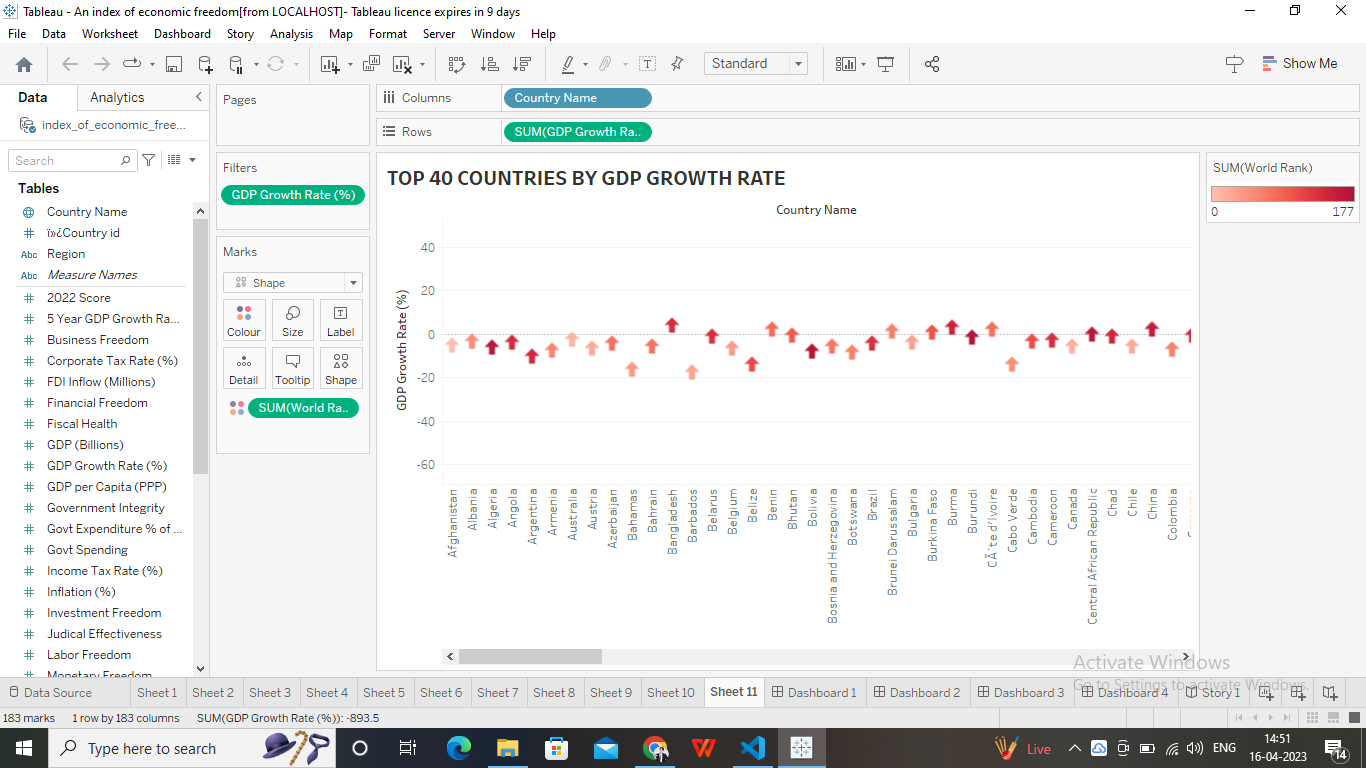 Tableau - An index of economic freedom[from LOCALHOST]- Tableau licence expires in 9 days
File Data Worksheet Dashboard Story Analysis Map Format Server Window Help
Standard
Show Me
Data Analytics
index_of_economic_free...
Search
Tables
Country Name
ï»¿Country id
Region
Measure Names
2022 Score
5 Year GDP Growth Ra...
Business Freedom
Corporate Tax Rate (%)
FDI Inflow (Millions)
Financial Freedom
Fiscal Health
GDP (Billions)
GDP Growth Rate (%)
GDP per Capita (PPP)
Government Integrity
Govt Expenditure % of ...
Govt Spending
Income Tax Rate (%)
Inflation (%)
Investment Freedom
Judical Effectiveness
Labor Freedom
Monetary Freedom
Abc
Abc
Pages
Filters
GDP Growth Rate (%)
Marks
Shape
Colour Size Label
Detail Tooltip Shape
SUM(World Ra..
Columns Country Name
Rows SUM(GDP Growth Ra..
TOP 40 COUNTRIES BY GDP GROWTH RATE
Country Name
GDP Growth Rate (%)
40
20
0
-20
-40
-60
Afghanistan
Albania
Algeria
Angola
Argentina
Armenia
Australia
Austria
Azerbaijan
Bahamas
Bahrain
Bangladesh
Barbados
Belarus
Belgium
Belize
Benin
Bhutan
Bolivia
Bosnia and Herzegovina
Botswana
Brazil
Brunei Darussalam
Bulgaria
Burkina Faso
Burma
Burundi
CÃ´te d'Ivoire
Cabo Verde
Cambodia
Cameroon
Canada
Central African Republic
Chad
Chile
China
Colombia
SUM(World Rank)
0 177
Activate Windows
Go to Settings to activate Windows.
Data Source Sheet 1 Sheet 2 Sheet 3 Sheet 4 Sheet 5 Sheet 6 Sheet 7 Sheet 8 Sheet 9 Sheet 10 Sheet 11 Dashboard 1 Dashboard 2 Dashboard 3 Dashboard 4 Story 1
183 marks 1 row by 183 columns SUM(GDP Growth Rate (%)): -893.5
Type here to search
Live
ENG
14:51
16-04-2023
14